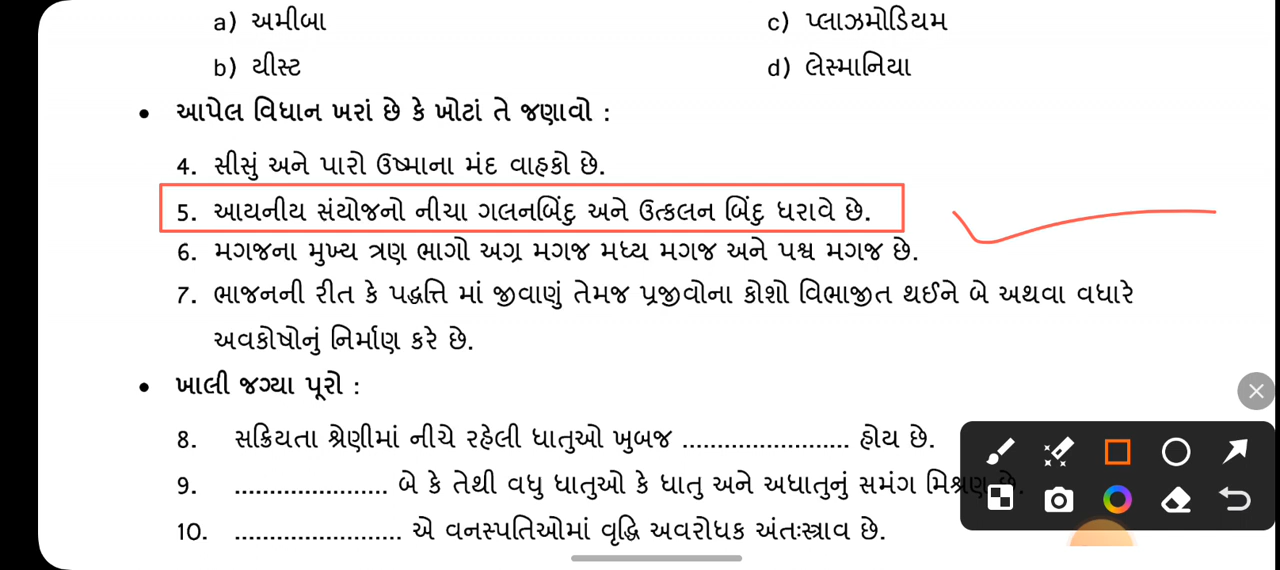 a) અમીબા
c) પ્લાઝમોડિયમ
b) યીસ્ટ
d) લેસ્માનિયા
• આપેલ વિધાન ખરાં છે કે ખોટાં તે જણાવો :
4. સીસું અને પારો ઉષ્માના મંદ વાહકો છે.
5. આયનીય સંયોજનો નીચા ગલનબિંદુ અને ઉત્કલન બિંદુ ધરાવે છે.
6. મગજના મુખ્ય ત્રણ ભાગો અગ્ર મગજ મધ્ય મગજ અને પશ્વ મગજ છે.
7. ભાજનની રીત કે પદ્ધતિ માં જીવાણું તેમજ પ્રજીવોના કોશો વિભાજીત થઈને બે અથવા વધારે
અવકોષોનું નિર્માણ કરે છે.
• ખાલી જગ્યા પૂરો :
8. સક્રિયતા શ્રેણીમાં નીચે રહેલી ધાતુઓ ખુબજ ........................ હોય છે.
9. ...................... બે કે તેથી વધુ ધાતુઓ કે ધાતુ અને અધાતુનું સમંગ મિશ્રણ છે.
10. ........................ એ વનસ્પતિઓમાં વૃદ્ધિ અવરોધક અંતઃસ્ત્રાવ છે.